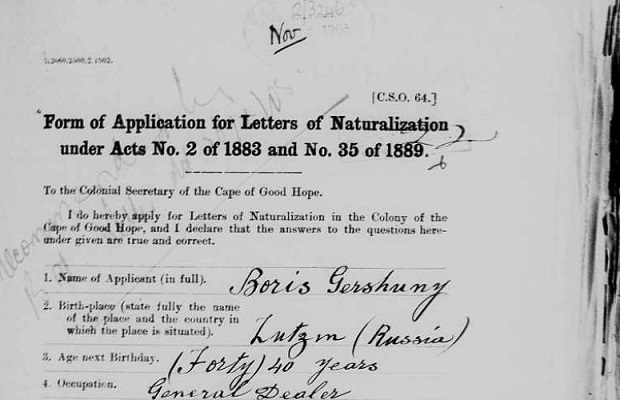 Nov
[C.S.O. 64.]
Form of Application for Letters of Naturalization
under Acts No. 2 of 1883 and No. 35 of 1889.
To the Colonial Secretary of the Cape of Good Hope.
I do hereby apply for Letters of Naturalization in the Colony of the
Cape of Good Hope, and I declare that the answers to the questions here-
under given are true and correct.
1. Name of Applicant (in full). Boris Gershuny
2. Birth-place (state fully the name
of the place and the country in
which the place is situated). Lutzin (Russia)
3. Age next Birthday. (Forty) 40 years
4. Occupation. General Dealer